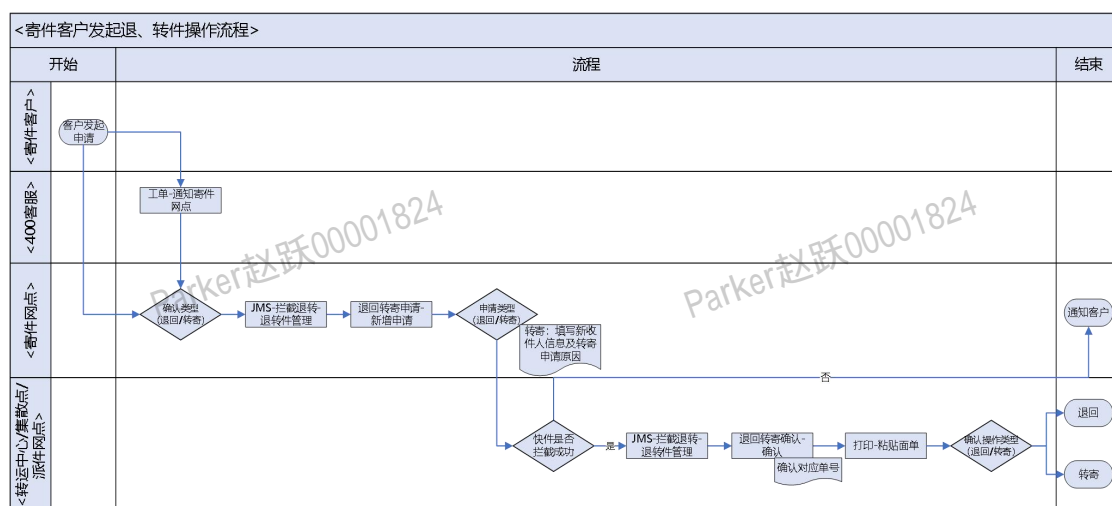 <寄件客户发起退、转件操作流程>
开始
流程
结束
<寄件客户>
客户发起
申请
<400客服>
工单-通知寄件
网点
Parker赵跃00001824
Parker赵跃00001824
<寄件网点>
确认类型
(退回/转寄)
JMS-拦截退转-
退转件管理
退回转寄申请-
新增申请
申请类型
(退回/转寄)
转寄：填写新收
件人信息及转寄
申请原因
通知客户
否
<转运中心/集散点/
派件网点>
快件是否
拦截成功
是
JMS-拦截退转-
退转件管理
退回转寄确认-
确认
确认对应单号
打印-粘贴面单
确认操作类型
(退回/转寄)
退回
转寄